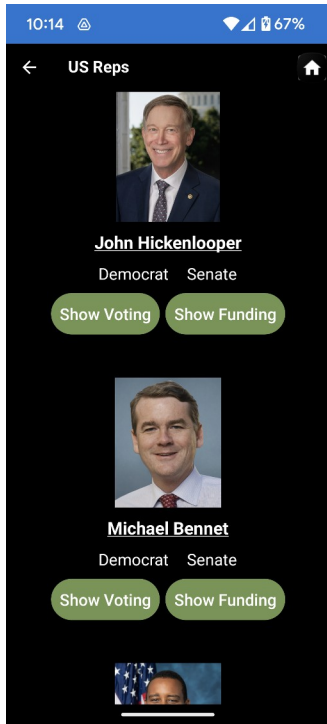 10:14 67%
US Reps
John Hickenlooper
Democrat Senate
Show Voting Show Funding
Michael Bennet
Democrat Senate
Show Voting Show Funding